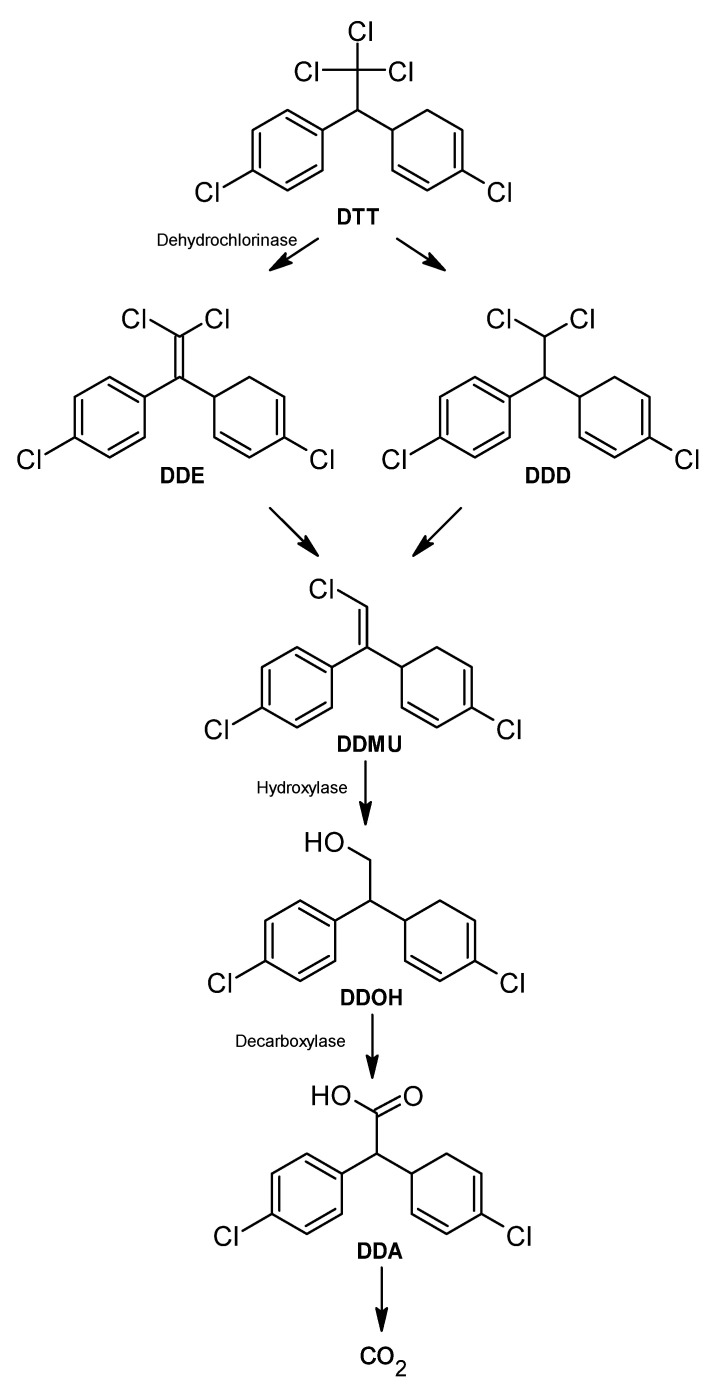 Cl
Cl Cl
Cl Cl
DTT
Dehydrochlorinase
Cl Cl Cl Cl
Cl Cl Cl Cl
DDE DDD
Cl
Cl Cl
DDMU
Hydroxylase
HO
Cl Cl
DDOH
Decarboxylase
HO O
Cl Cl
DDA
CO2